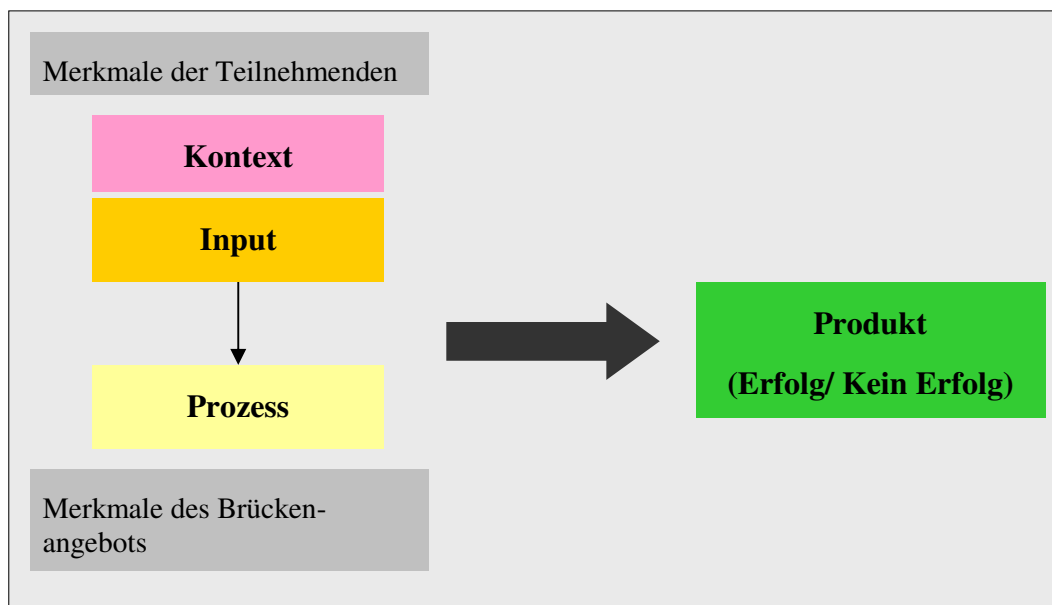 Merkmale der Teilnehmenden
Kontext
Input
Prozess
Merkmale des Brücken-
angebots
Produkt
(Erfolg/ Kein Erfolg)